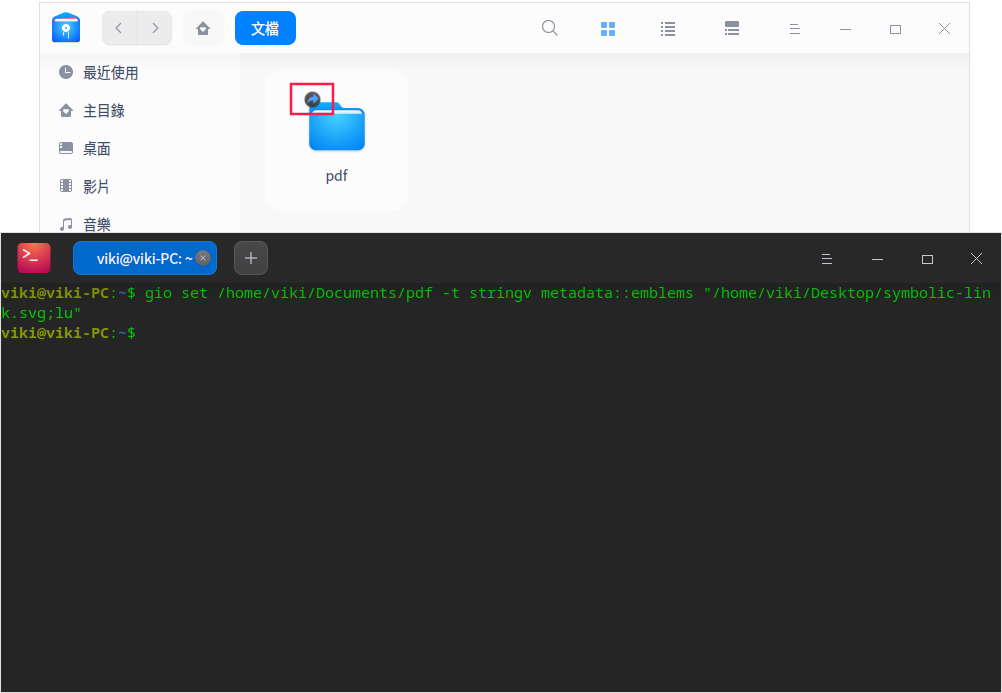 文檔
最近使用
主目錄
桌面
影片
音樂
pdf
viki@viki-PC: ~
viki@viki-PC:~$ gio set /home/viki/Documents/pdf -t stringv metadata::emblems "/home/viki/Desktop/symbolic-lin
k.svg;lu"
viki@viki-PC:~$